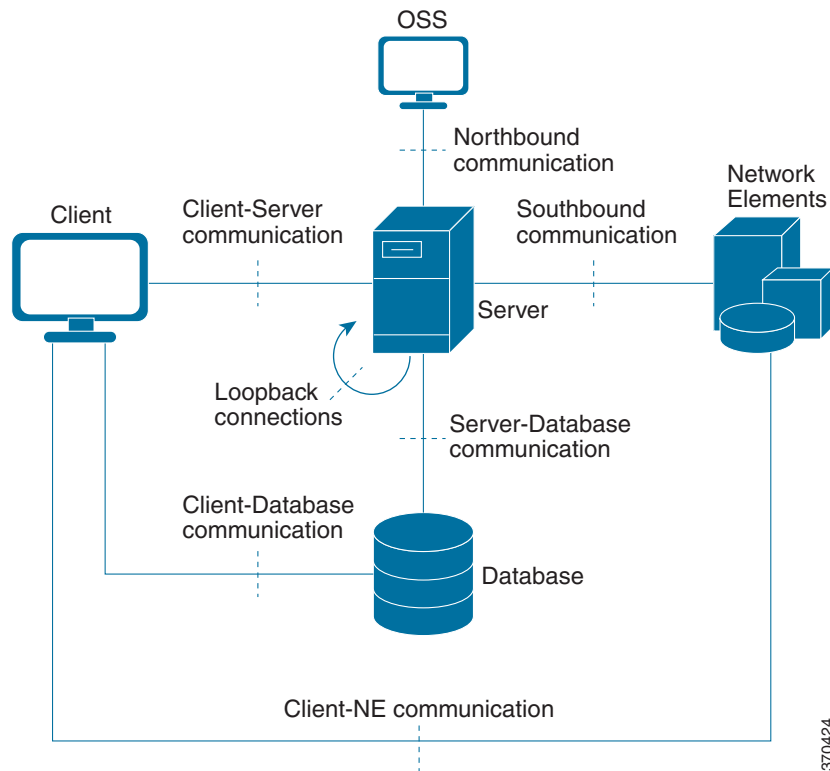 OSS
Northbound
communication
Network
Elements
Client
Client-Server
communication
Southbound
communication
Server
Loopback
connections
Server-Database
communication
Client-Database
communication
Database
Client-NE communication
370424